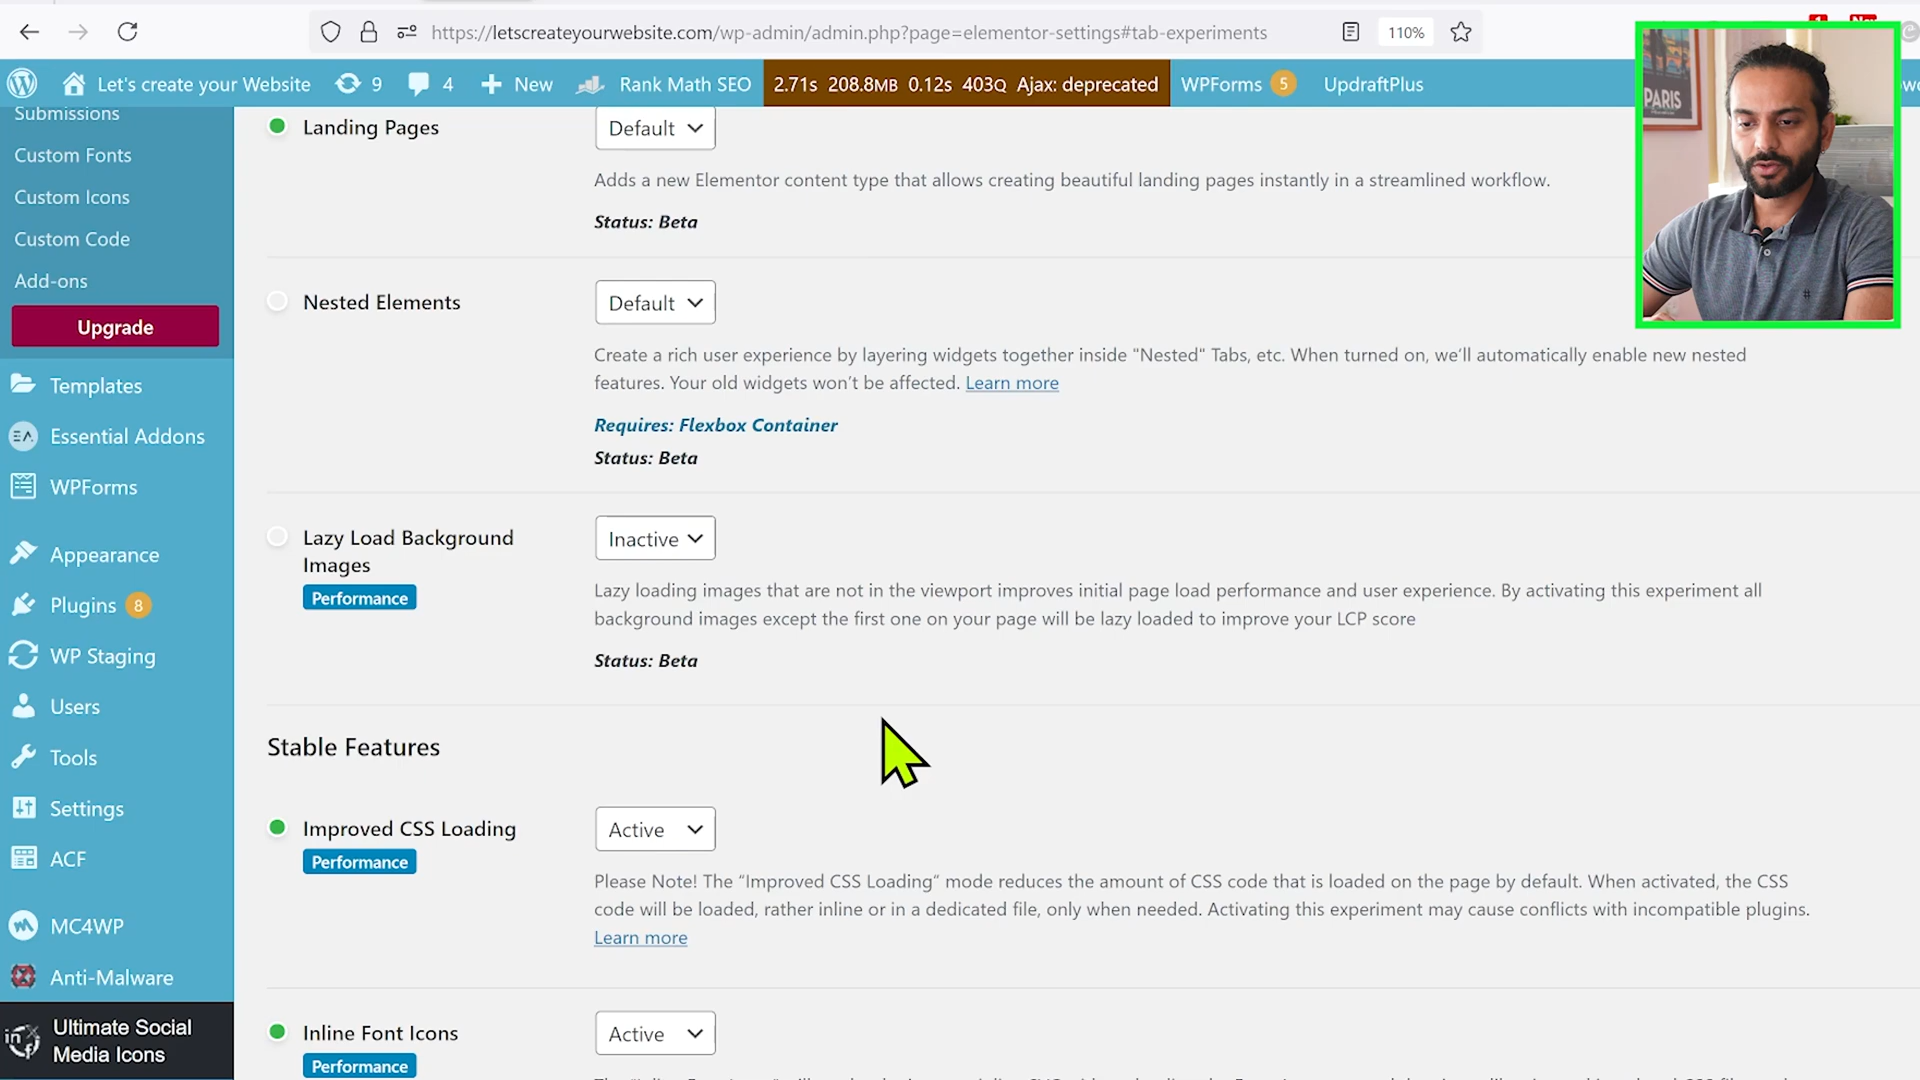 https://letscreateyourwebsite.com/wp-admin/admin.php?page=elementor-settings#tab-experiments
110%
Let's create your Website 9 4 New Rank Math SEO 2.71s 208.8MB 0.12s 403Q Ajax: deprecated WPForms 5 UpdraftPlus
PARIS
Submissions
Custom Fonts
Custom Icons
Custom Code
Add-ons
Upgrade
Templates
Essential Addons
WPForms
Appearance
Plugins 8
WP Staging
Users
Tools
Settings
ACF
MC4WP
Anti-Malware
Ultimate Social
Media Icons
Landing Pages
Default
Adds a new Elementor content type that allows creating beautiful landing pages instantly in a streamlined workflow.
Status: Beta
Nested Elements
Default
Create a rich user experience by layering widgets together inside "Nested" Tabs, etc. When turned on, we’ll automatically enable new nested
features. Your old widgets won’t be affected. Learn more
Requires: Flexbox Container
Status: Beta
Lazy Load Background
Images
Performance
Inactive
Lazy loading images that are not in the viewport improves initial page load performance and user experience. By activating this experiment all
background images except the first one on your page will be lazy loaded to improve your LCP score
Status: Beta
Stable Features
Improved CSS Loading
Performance
Active
Please Note! The “Improved CSS Loading” mode reduces the amount of CSS code that is loaded on the page by default. When activated, the CSS
code will be loaded, rather inline or in a dedicated file, only when needed. Activating this experiment may cause conflicts with incompatible plugins.
Learn more
Inline Font Icons
Performance
Active